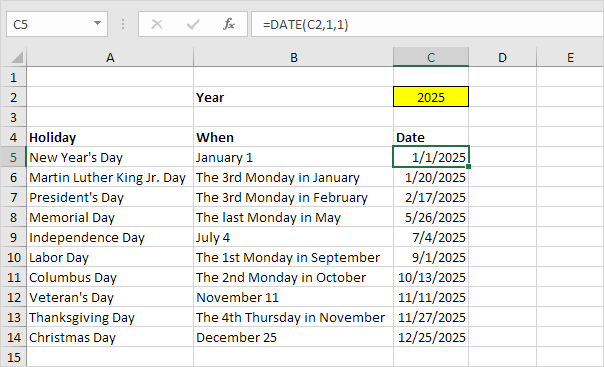 C5 fx =DATE(C2,1,1)
A B C D E
1
2 Year 2025
3
4 Holiday When Date
5 New Year's Day January 1 1/1/2025
6 Martin Luther King Jr. Day The 3rd Monday in January 1/20/2025
7 President's Day The 3rd Monday in February 2/17/2025
8 Memorial Day The last Monday in May 5/26/2025
9 Independence Day July 4 7/4/2025
10 Labor Day The 1st Monday in September 9/1/2025
11 Columbus Day The 2nd Monday in October 10/13/2025
12 Veteran's Day November 11 11/11/2025
13 Thanksgiving Day The 4th Thursday in November 11/27/2025
14 Christmas Day December 25 12/25/2025
15